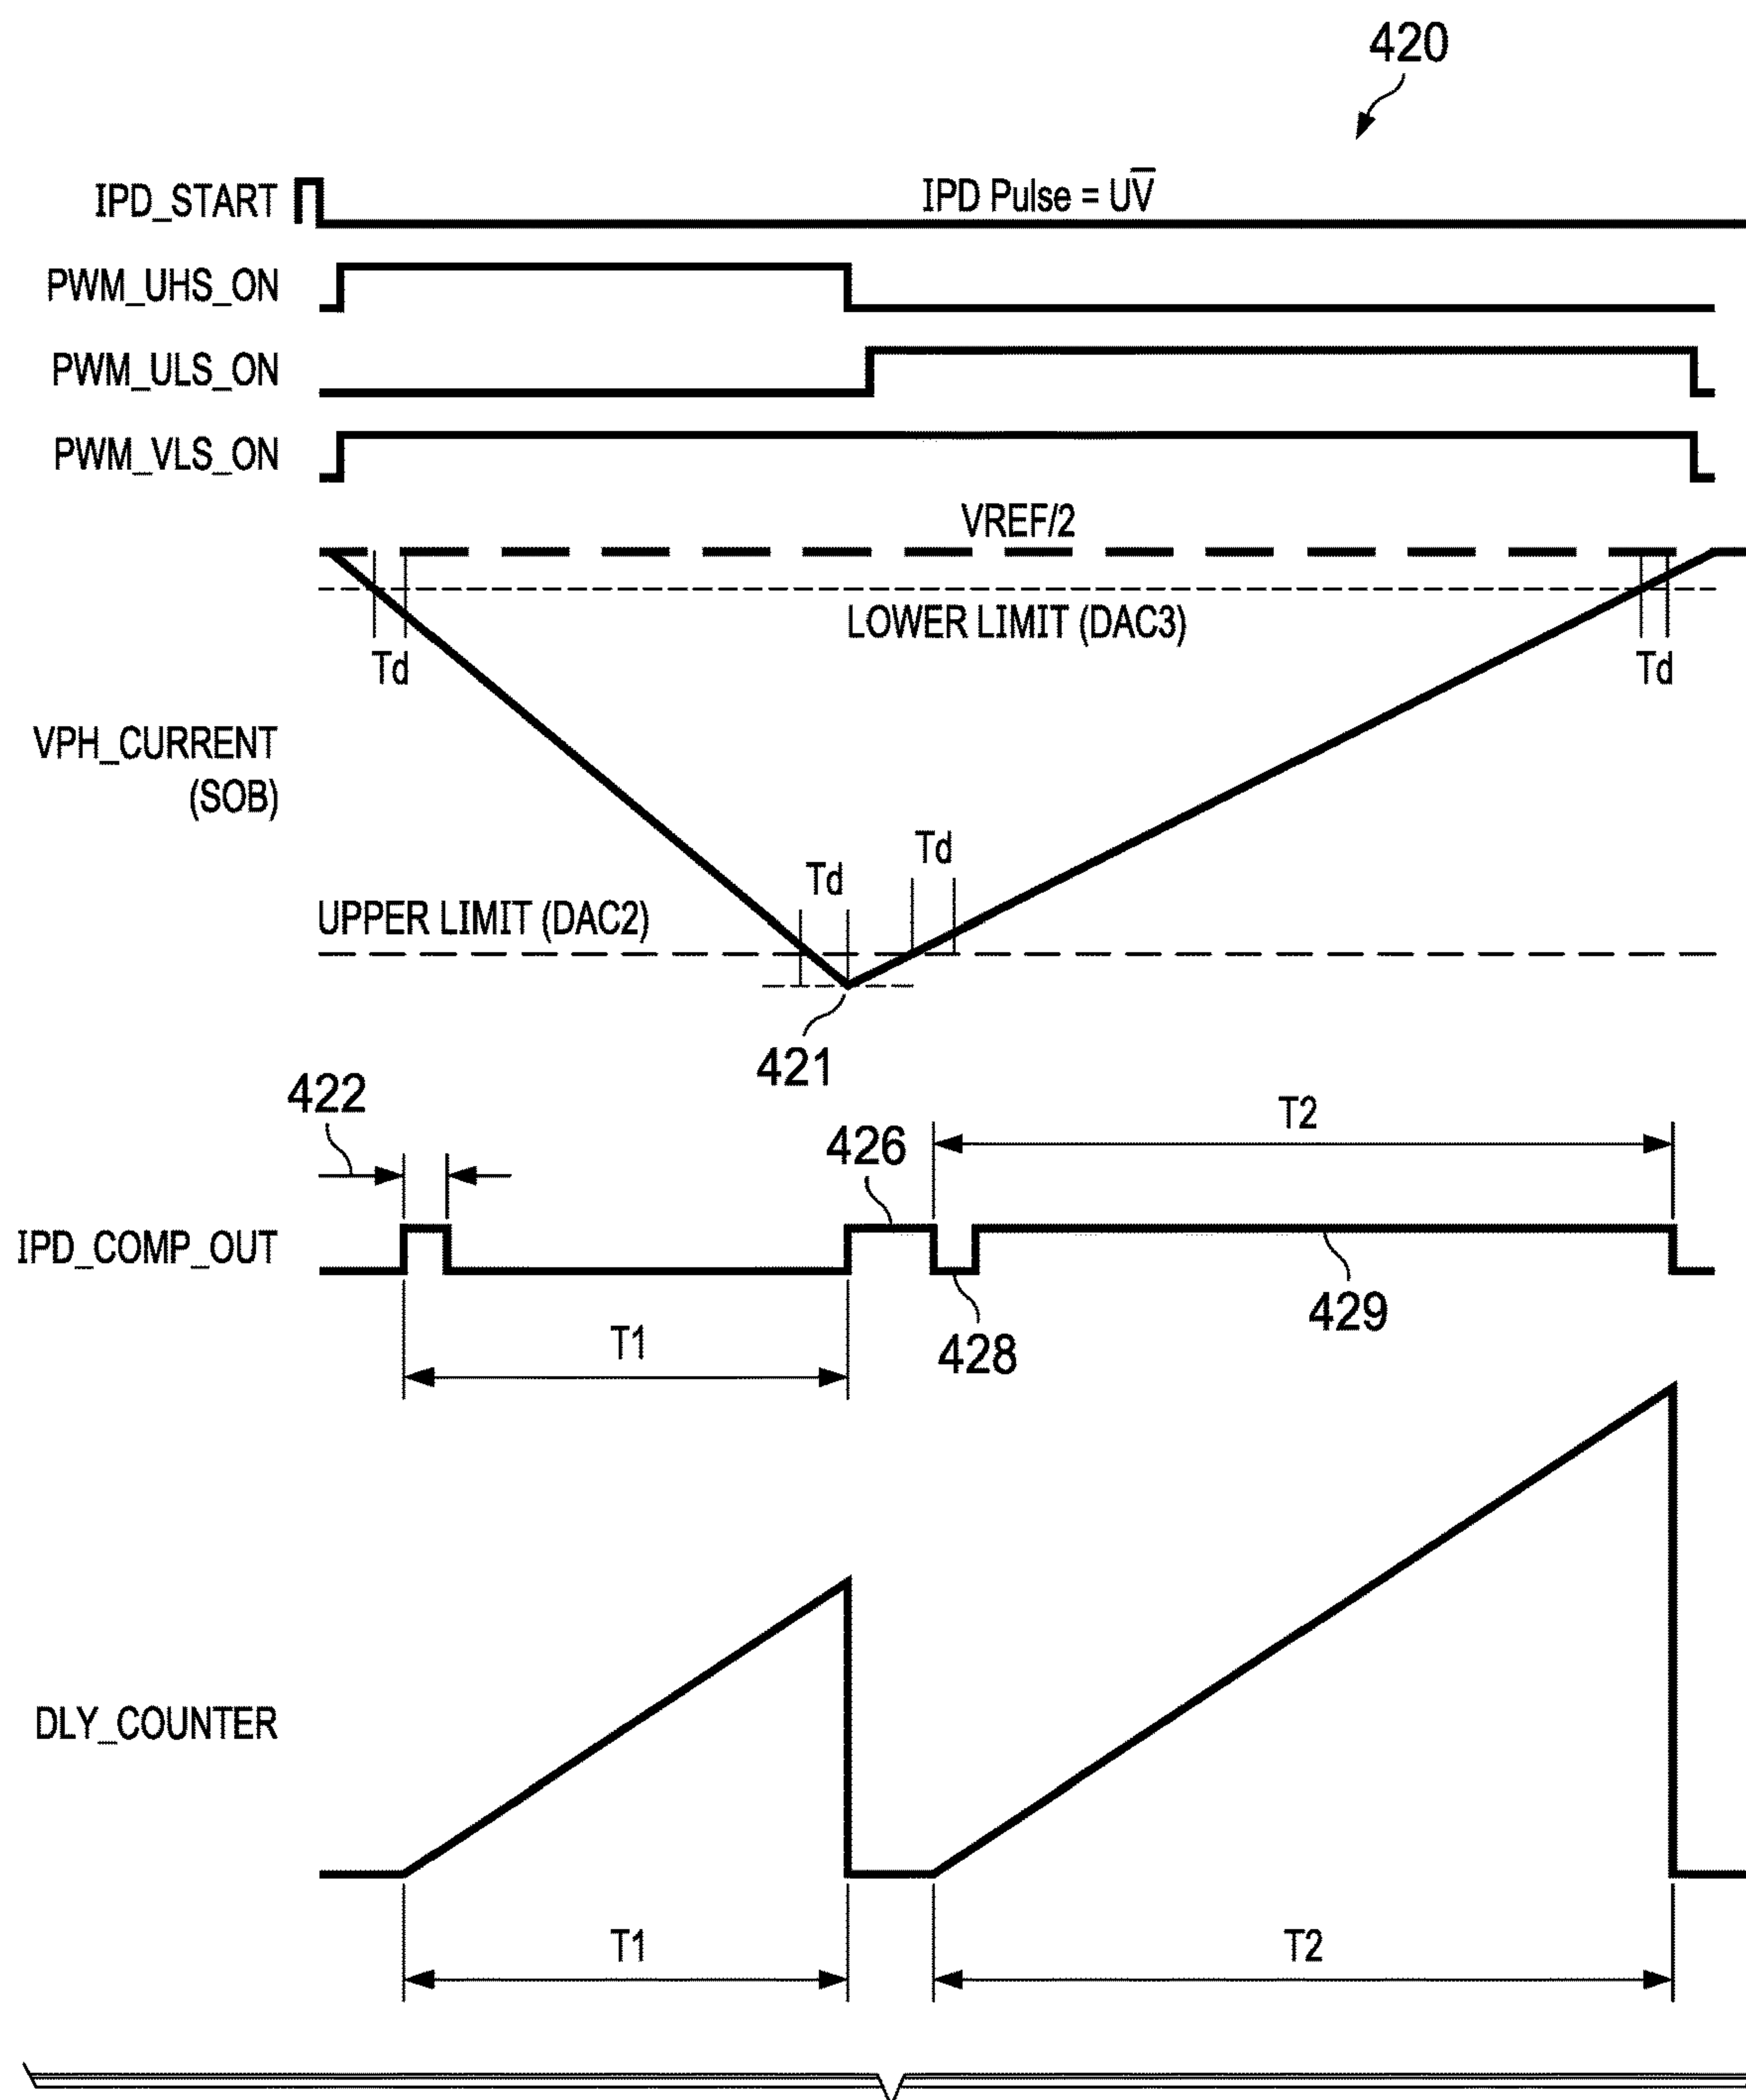 420
IPD_START
IPD Pulse = UV̅
PWM_UHS_ON
PWM_ULS_ON
PWM_VLS_ON
VREF/2
LOWER LIMIT (DAC3)
Td
Td
VPH_CURRENT
(SOB)
Td
Td
UPPER LIMIT (DAC2)
421
422
T2
426
IPD_COMP_OUT
429
T1
428
DLY_COUNTER
T1
T2